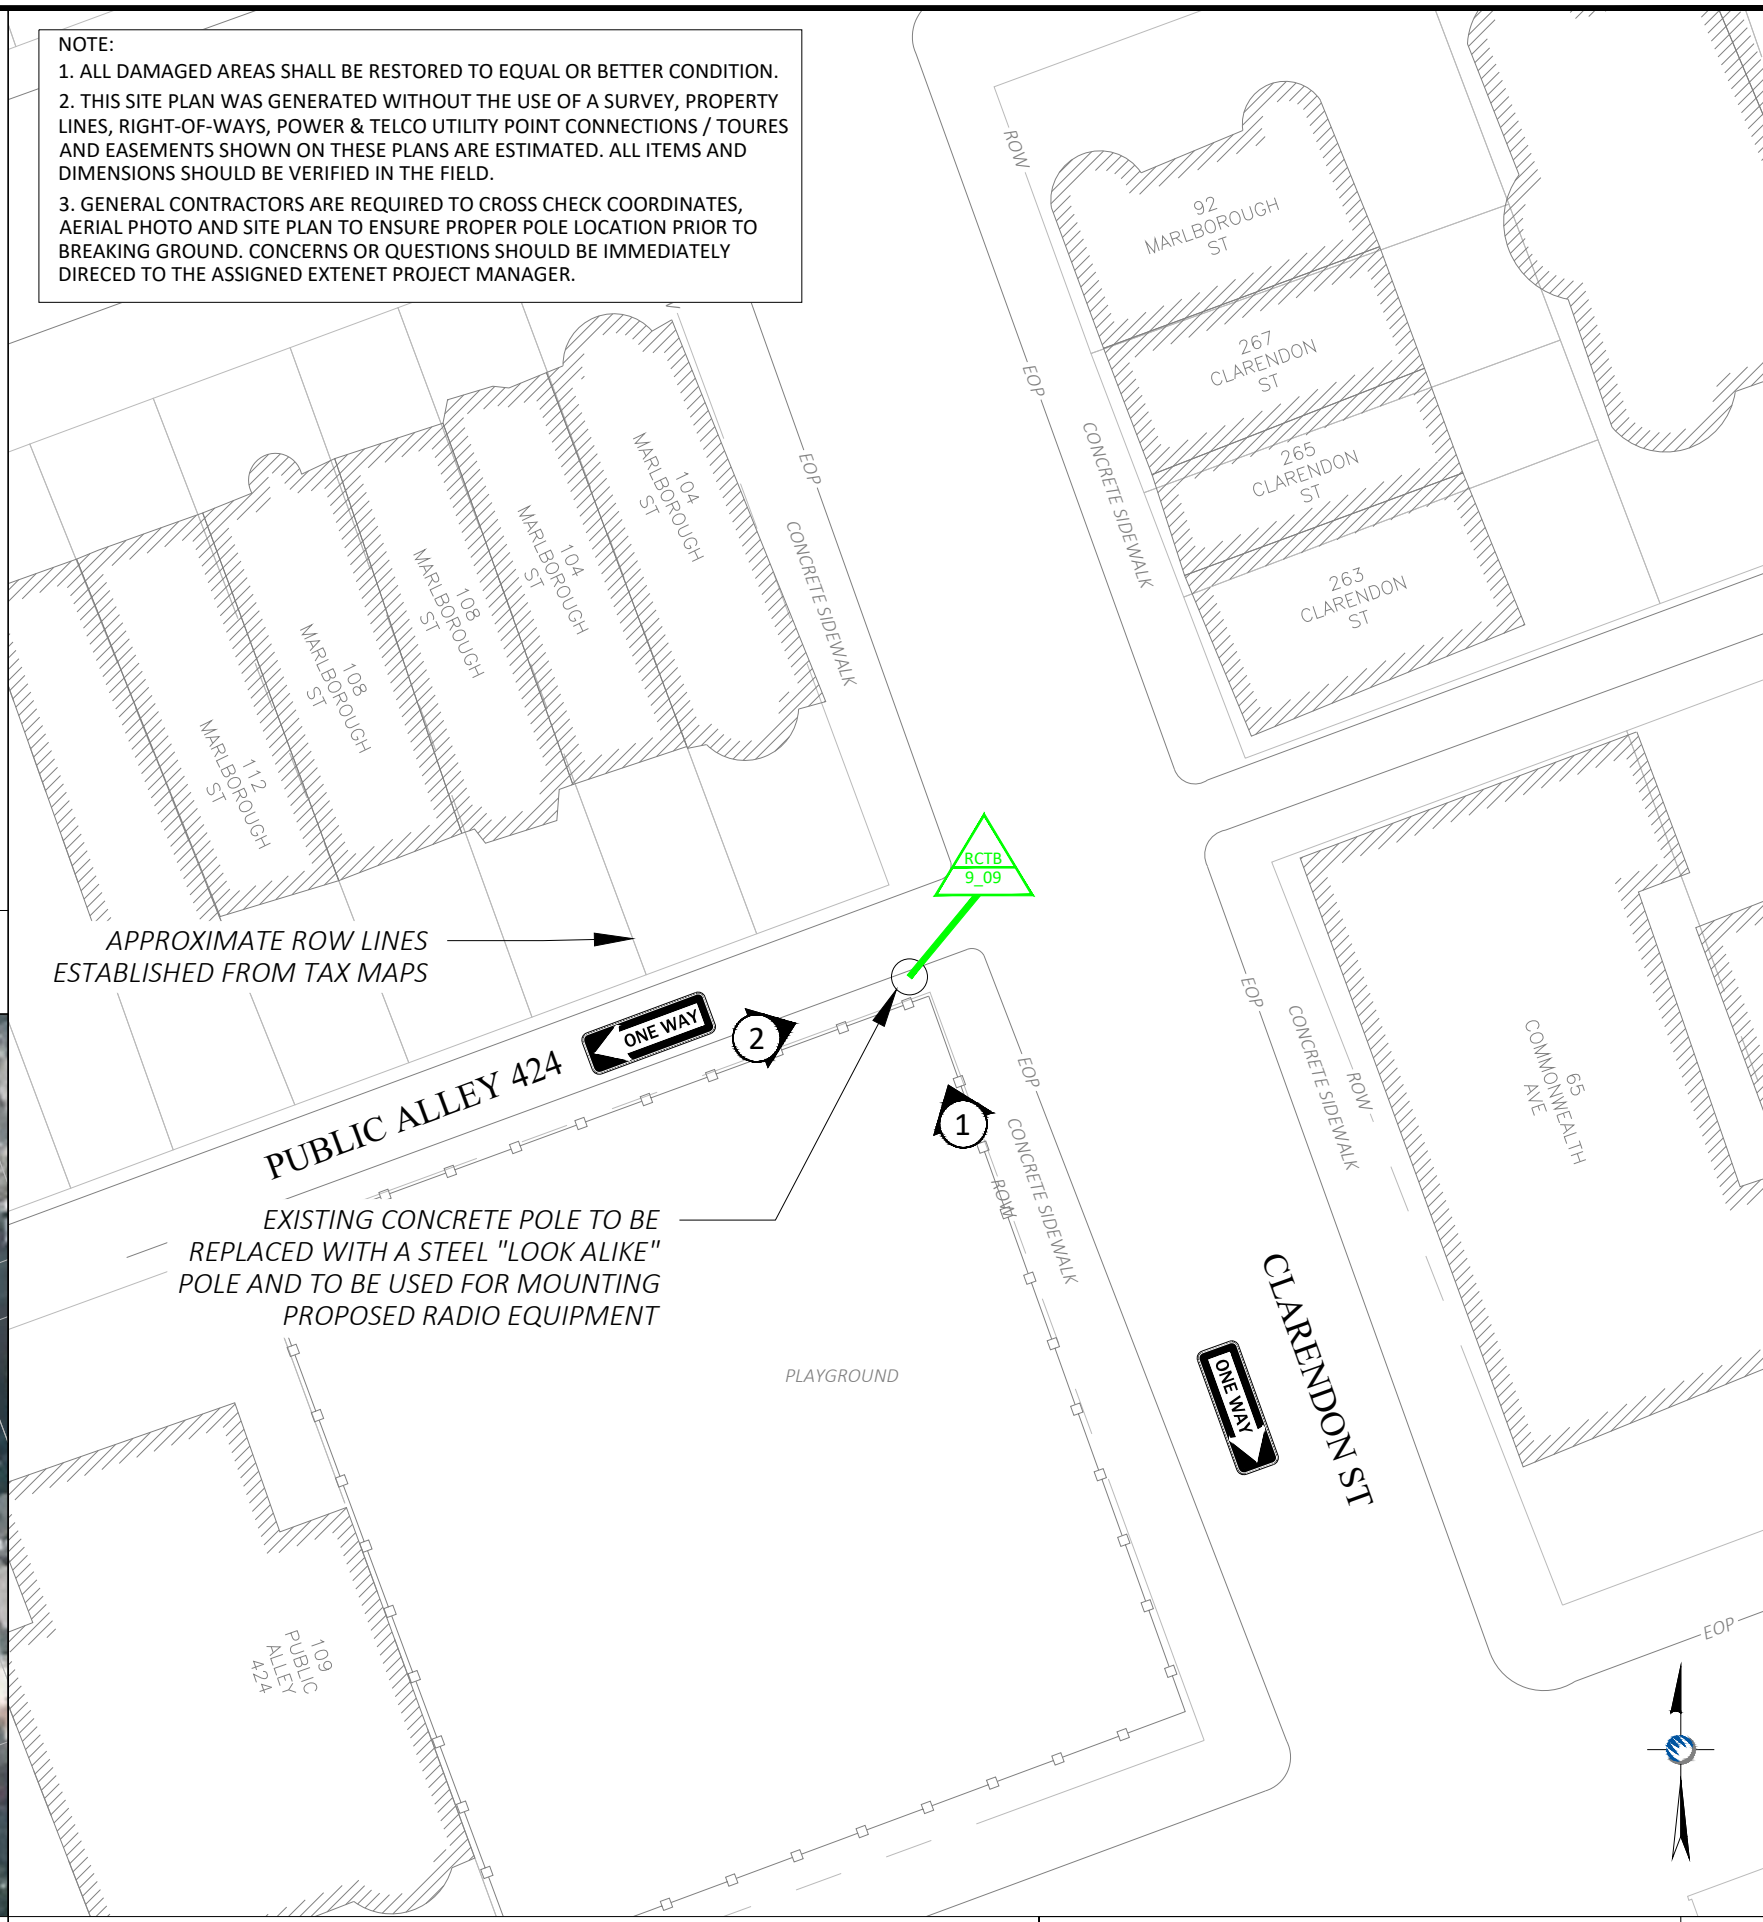 NOTE:
1. ALL DAMAGED AREAS SHALL BE RESTORED TO EQUAL OR BETTER CONDITION.
2. THIS SITE PLAN WAS GENERATED WITHOUT THE USE OF A SURVEY, PROPERTY
LINES, RIGHT-OF-WAYS, POWER & TELCO UTILITY POINT CONNECTIONS / TOURES
AND EASEMENTS SHOWN ON THESE PLANS ARE ESTIMATED. ALL ITEMS AND
DIMENSIONS SHOULD BE VERIFIED IN THE FIELD.
3. GENERAL CONTRACTORS ARE REQUIRED TO CROSS CHECK COORDINATES,
AERIAL PHOTO AND SITE PLAN TO ENSURE PROPER POLE LOCATION PRIOR TO
BREAKING GROUND. CONCERNS OR QUESTIONS SHOULD BE IMMEDIATELY
DIRECED TO THE ASSIGNED EXTENET PROJECT MANAGER.
ROW
92
MARLBOROUGH
ST
267
CLARENDON
ST
EOP
CONCRETE SIDEWALK
265
CLARENDON
ST
263
CLARENDON
ST
EOP
CONCRETE SIDEWALK
104
MARLBOROUGH
ST
104
MARLBOROUGH
ST
108
MARLBOROUGH
ST
108
MARLBOROUGH
ST
112
MARLBOROUGH
ST
RCTB
9_09
APPROXIMATE ROW LINES
ESTABLISHED FROM TAX MAPS
ONE WAY
2
PUBLIC ALLEY 424
1
EOP
CONCRETE SIDEWALK
ROW
EOP
CONCRETE SIDEWALK
ROW
65
COMMONWEALTH
AVE
EXISTING CONCRETE POLE TO BE
REPLACED WITH A STEEL "LOOK ALIKE"
POLE AND TO BE USED FOR MOUNTING
PROPOSED RADIO EQUIPMENT
PLAYGROUND
ONE WAY
CLARENDON ST
109
PUBLIC
ALLEY
424
EOP